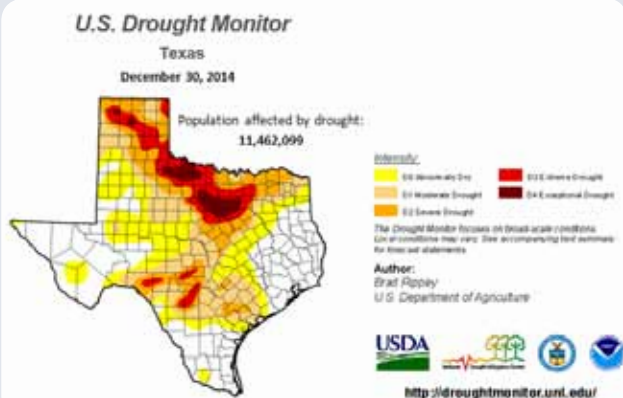 U.S. Drought Monitor
Texas
December 30, 2014
Population affected by drought:
11,462,099
Intensity:
D0 Abnormally Dry
D1 Moderate Drought
D2 Severe Drought
D3 Extreme Drought
D4 Exceptional Drought
The Drought Monitor focuses on broad-scale conditions.
Local conditions may vary. See accompanying text summary
for forecast statements.
Author:
Brad Rippey
U.S. Department of Agriculture
USDA
http://droughtmonitor.unl.edu/